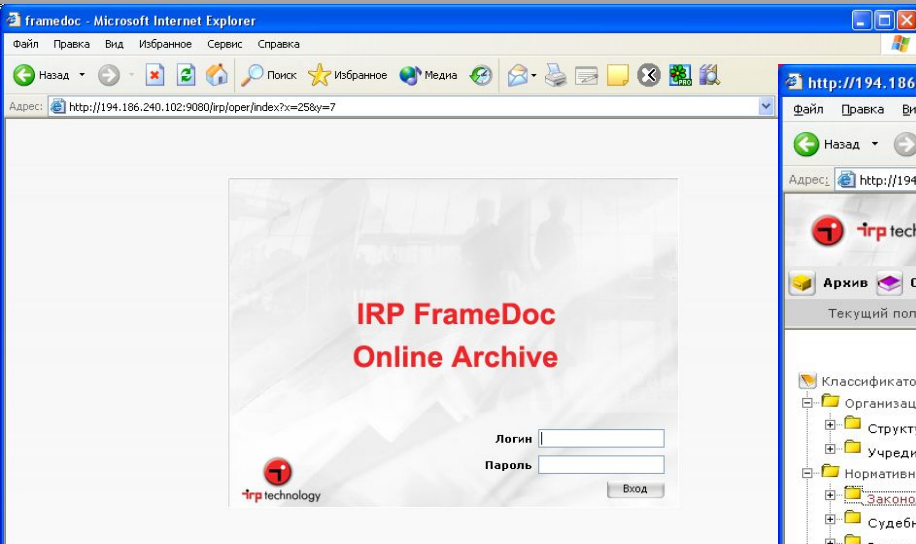 framedoc - Microsoft Internet Explorer
Файл Правка Вид Избранное Сервис Справка
Назад Поиск Избранное Медиа
Адрес: http://194.186.240.102:9080/irp/oper/index?x=25&y=7
IRP FrameDoc
Online Archive
Логин
Пароль
Вход
irp technology
http://194.186
Файл Правка Ви
Назад
Адрес: http://194
irp tech
Архив
Текущий пол
Классификато
Организац
Структу
Учреди
Нормативн
Законо
Судебн